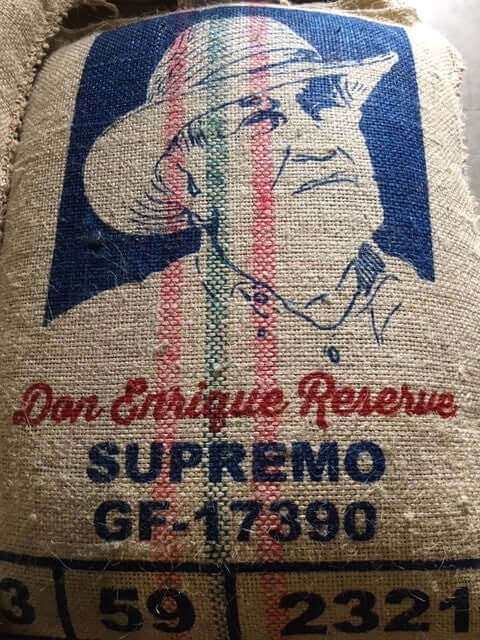 Don Enrique Reserve
SUPREMO
GF-17390
3 59 2321